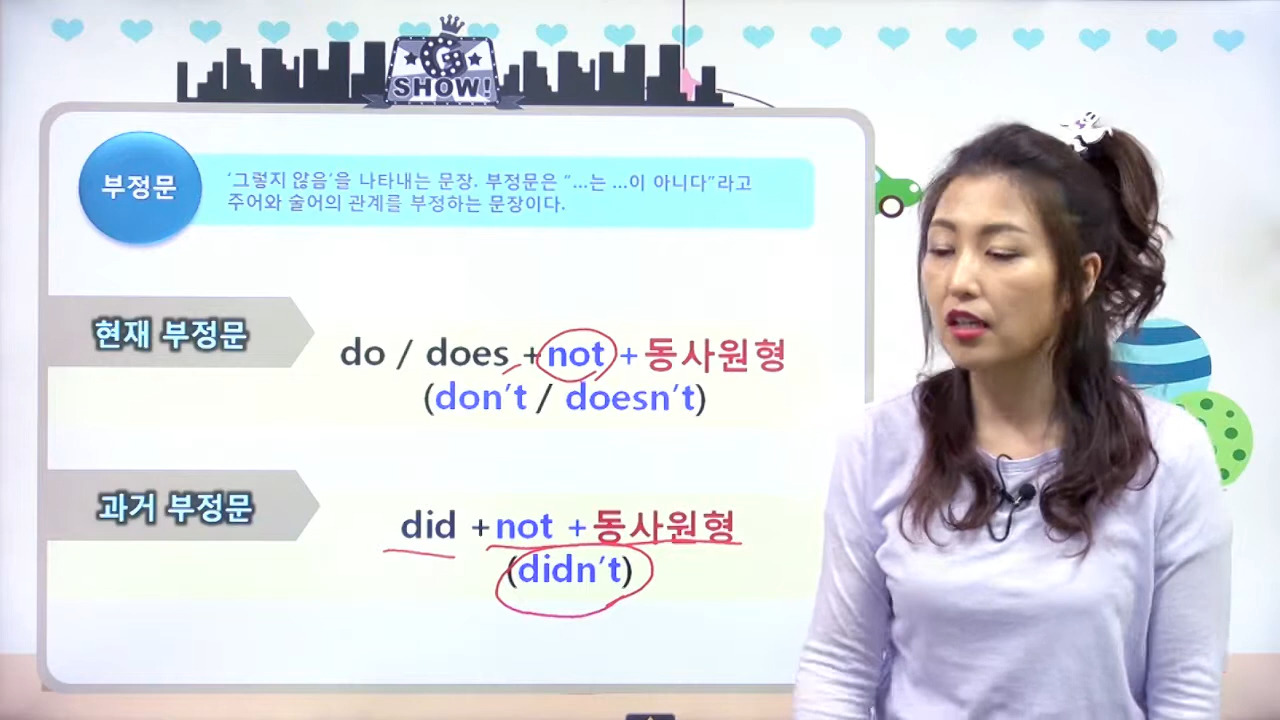 G
SHOW!
부정문
‘그렇지 않음’을 나타내는 문장. 부정문은 “...는 ...이 아니다”라고
주어와 술어의 관계를 부정하는 문장이다.
현재 부정문
do / does + not + 동사원형
(don't / doesn't)
과거 부정문
did + not + 동사원형
(didn't)